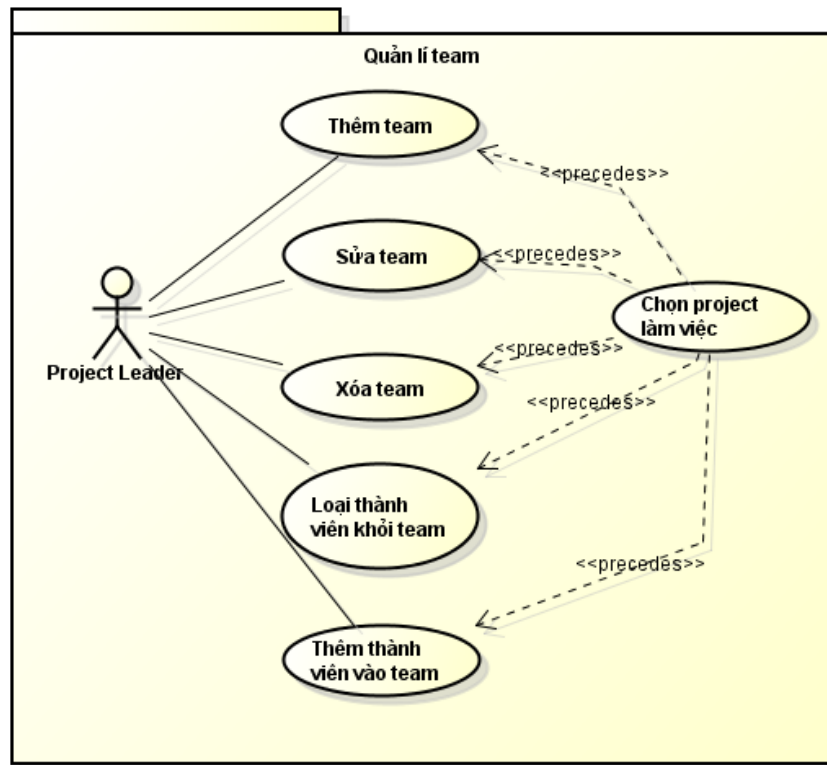 Quản lí team
Thêm team
<<precedes>>
Sửa team
<<precedes>>
Chọn project
làm việc
Project Leader
Xóa team
<<precedes>>
<<precedes>>
Loại thành
viên khỏi team
<<precedes>>
Thêm thành
viên vào team